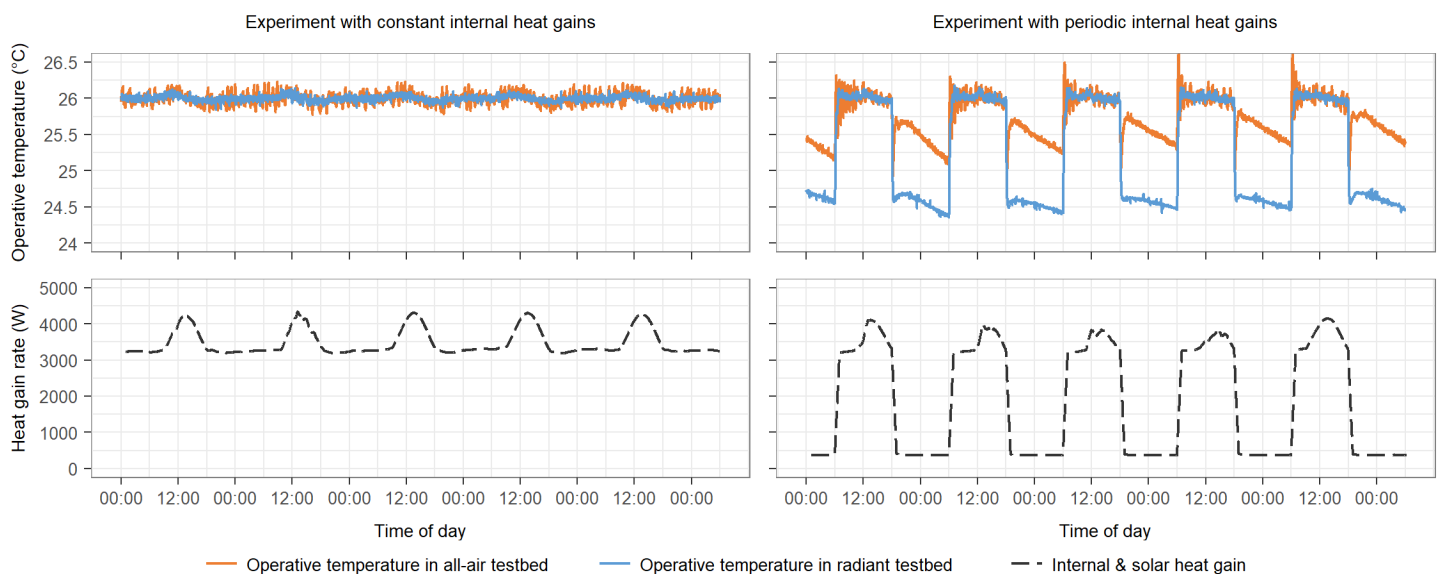 Experiment with constant internal heat gains
Experiment with periodic internal heat gains
Operative temperature (°C)
26.5
26
25.5
25
24.5
24
Heat gain rate (W)
5000
4000
3000
2000
1000
0
00:00 12:00 00:00 12:00 00:00 12:00 00:00 12:00 00:00 12:00 00:00
00:00 12:00 00:00 12:00 00:00 12:00 00:00 12:00 00:00 12:00 00:00
Time of day
Time of day
Operative temperature in all-air testbed
Operative temperature in radiant testbed
Internal & solar heat gain